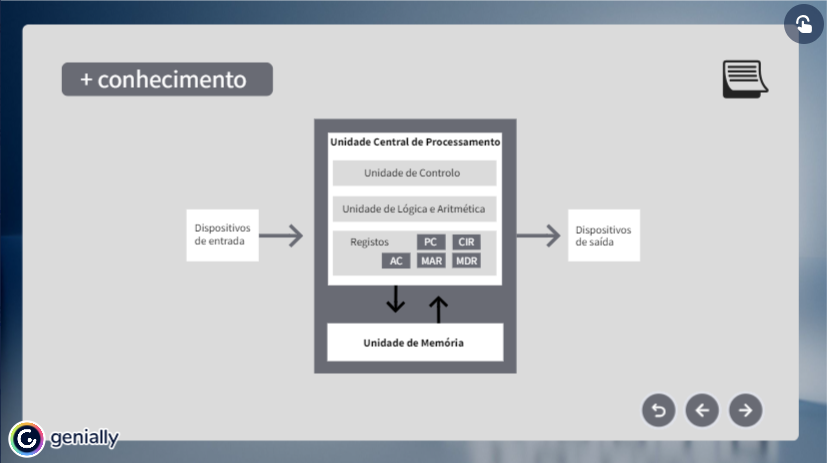 + conhecimento
Unidade Central de Processamento
Unidade de Controlo
Unidade de Lógica e Aritmética
Registos PC CIR
AC MAR MDR
Dispositivos
de entrada
Dispositivos
de saída
Unidade de Memória
genially